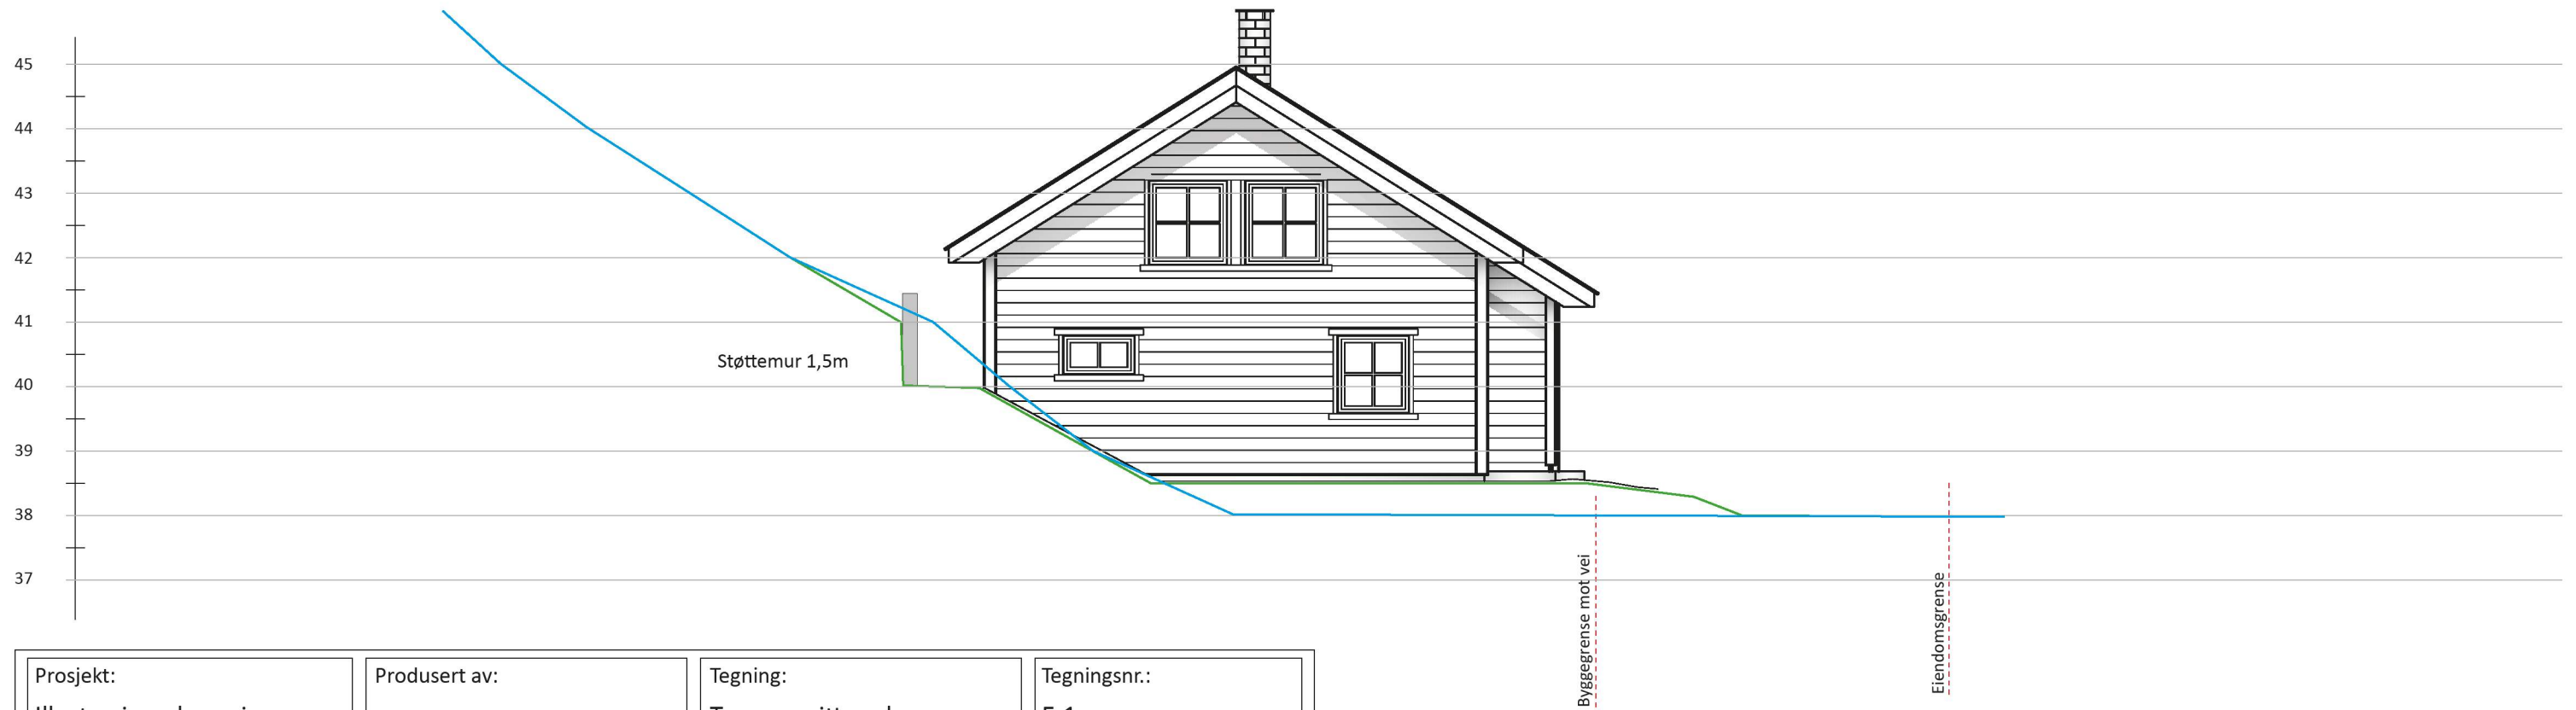 45
44
43
42
41
40
39
38
37
Støttemur 1,5m
Byggegrense mot vei
Eiendomsgrense
Prosjekt:
Produsert av:
Tegning:
Tegningsnr.: